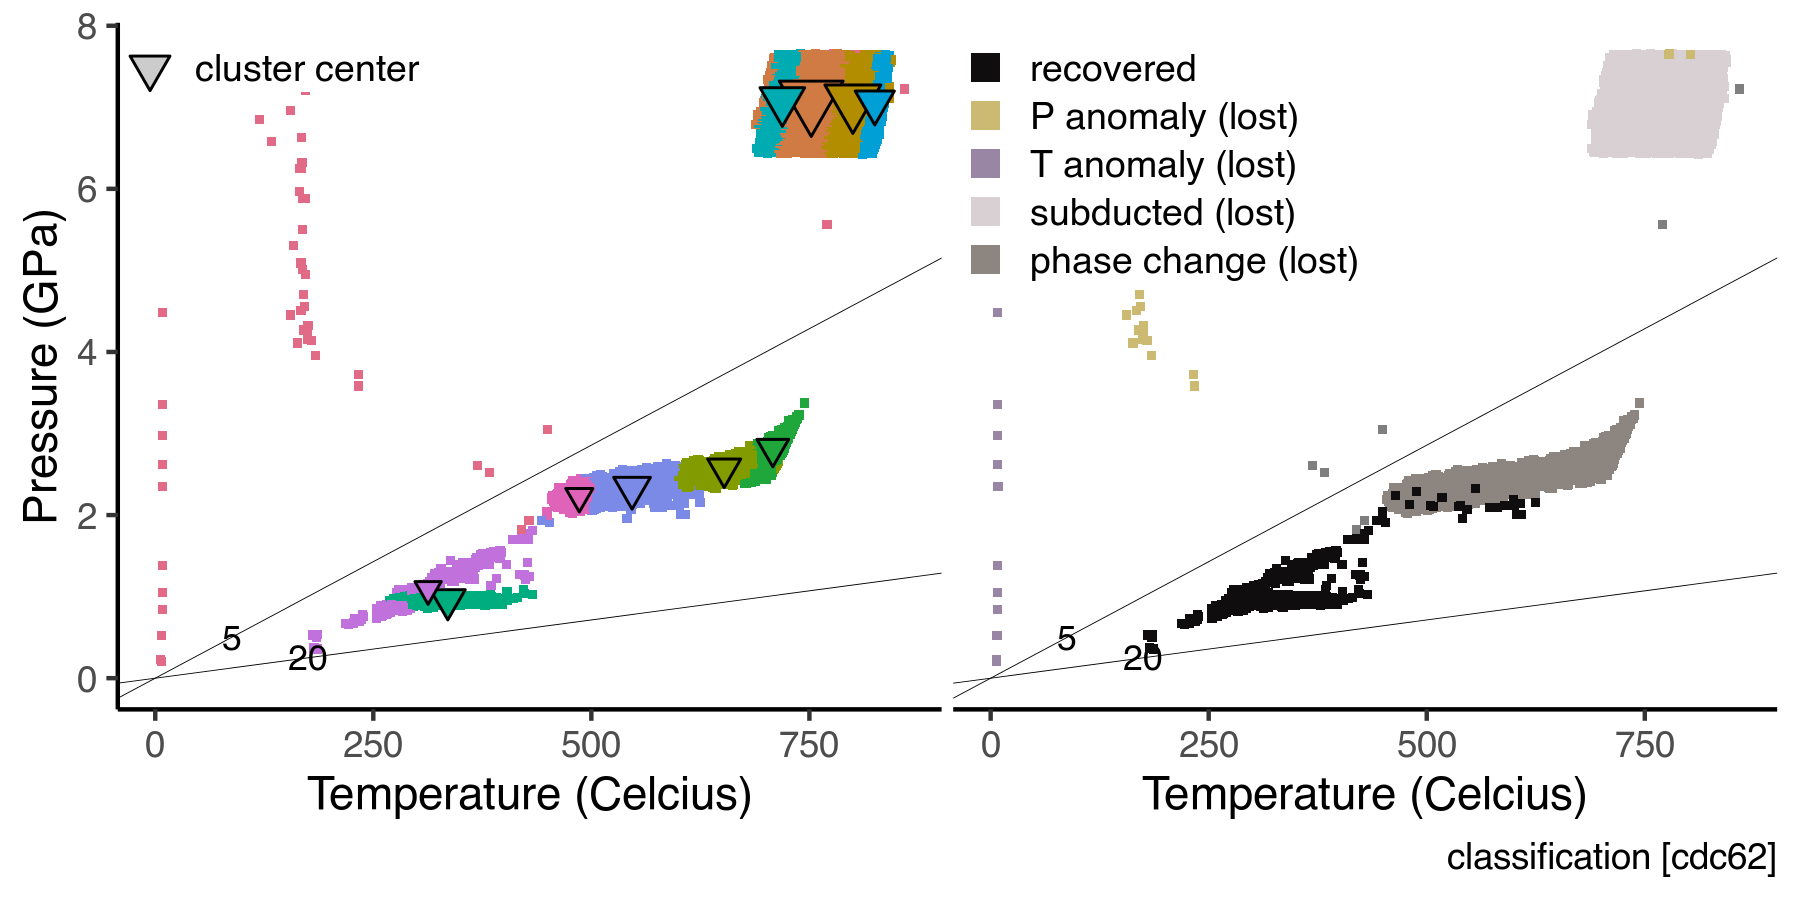 cluster center
recovered
P anomaly (lost)
T anomaly (lost)
subducted (lost)
phase change (lost)
Pressure (GPa)
8
6
4
2
0
5
20
5
20
0
250
500
750
0
250
500
750
Temperature (Celcius)
Temperature (Celcius)
classification [cdc62]